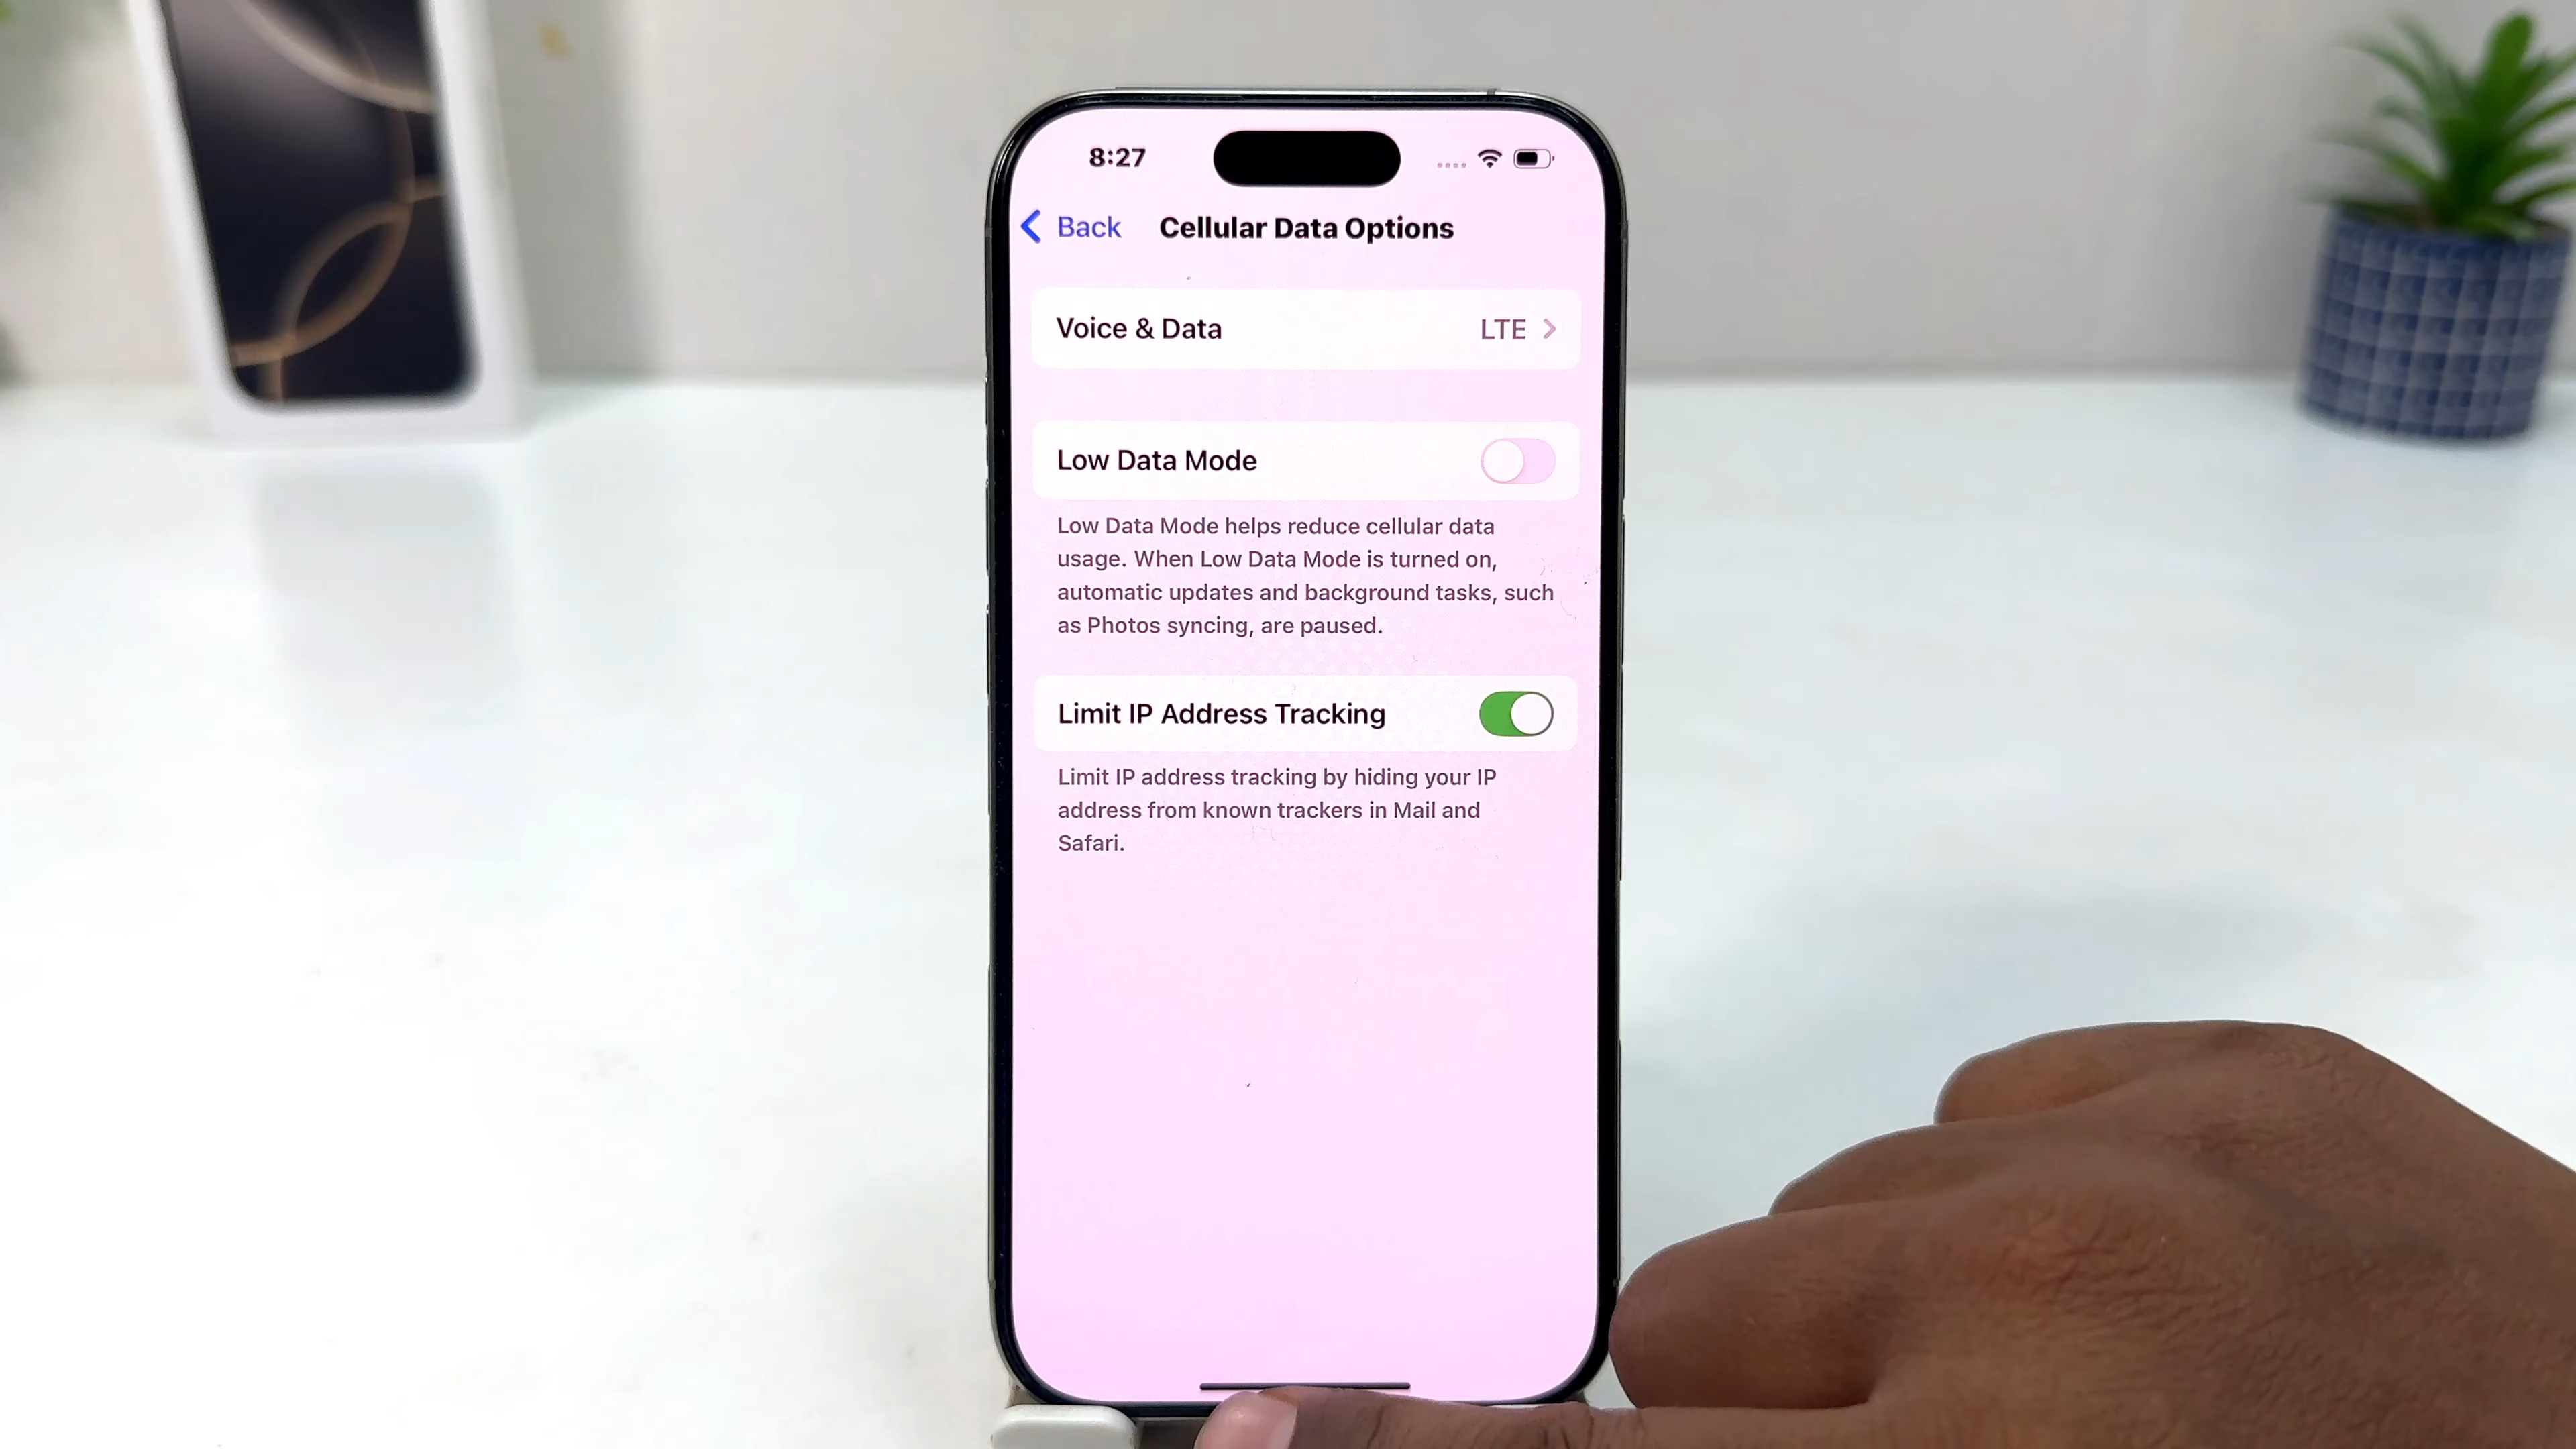 8:27
Back
Cellular Data Options
Voice & Data LTE
Low Data Mode
Low Data Mode helps reduce cellular data
usage. When Low Data Mode is turned on,
automatic updates and background tasks, such
as Photos syncing, are paused.
Limit IP Address Tracking
Limit IP address tracking by hiding your IP
address from known trackers in Mail and
Safari.